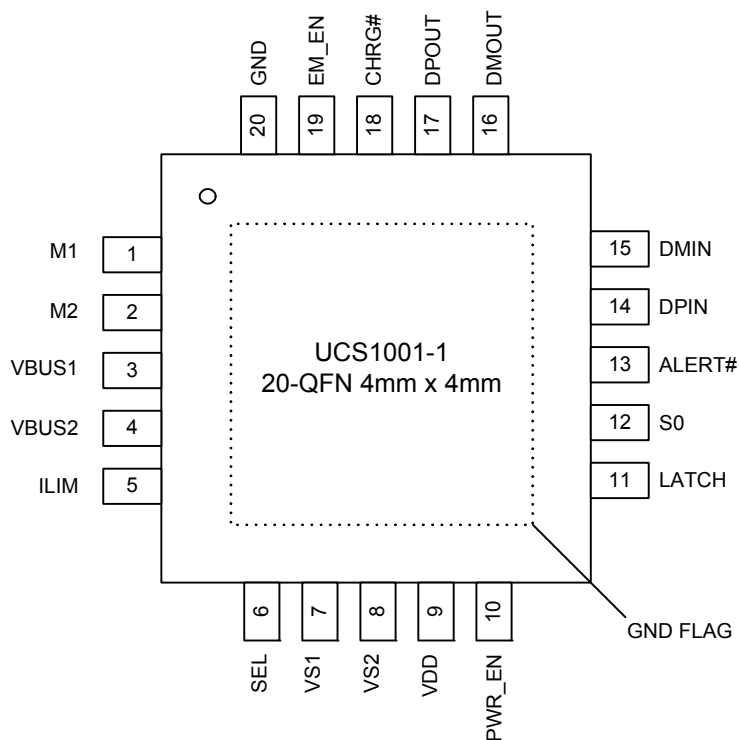 GND
EM_EN
CHRG#
DPOUT
DMOUT
20
19
18
17
16
M1
1
M2
2
VBUS1
3
VBUS2
4
ILIM
5
UCS1001-1
20-QFN 4mm x 4mm
15
DMIN
14
DPIN
13
ALERT#
12
S0
11
LATCH
6
7
8
9
10
SEL
VS1
VS2
VDD
PWR_EN
GND FLAG